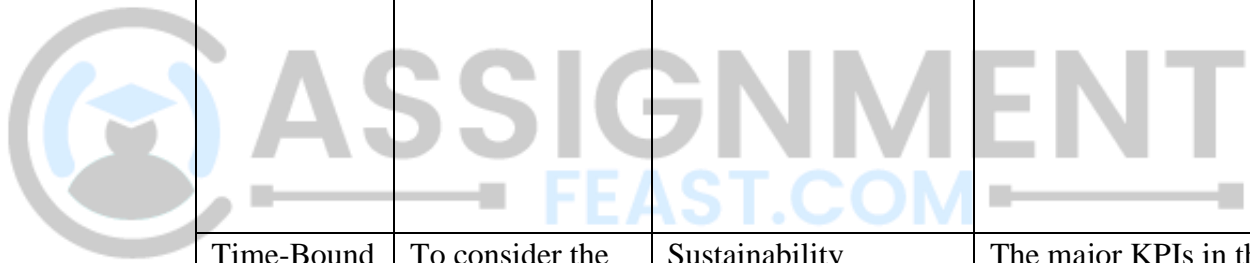 ASSIGNMENT
FEAST.COM
Time-Bound To consider the Sustainability The major KPIs in th